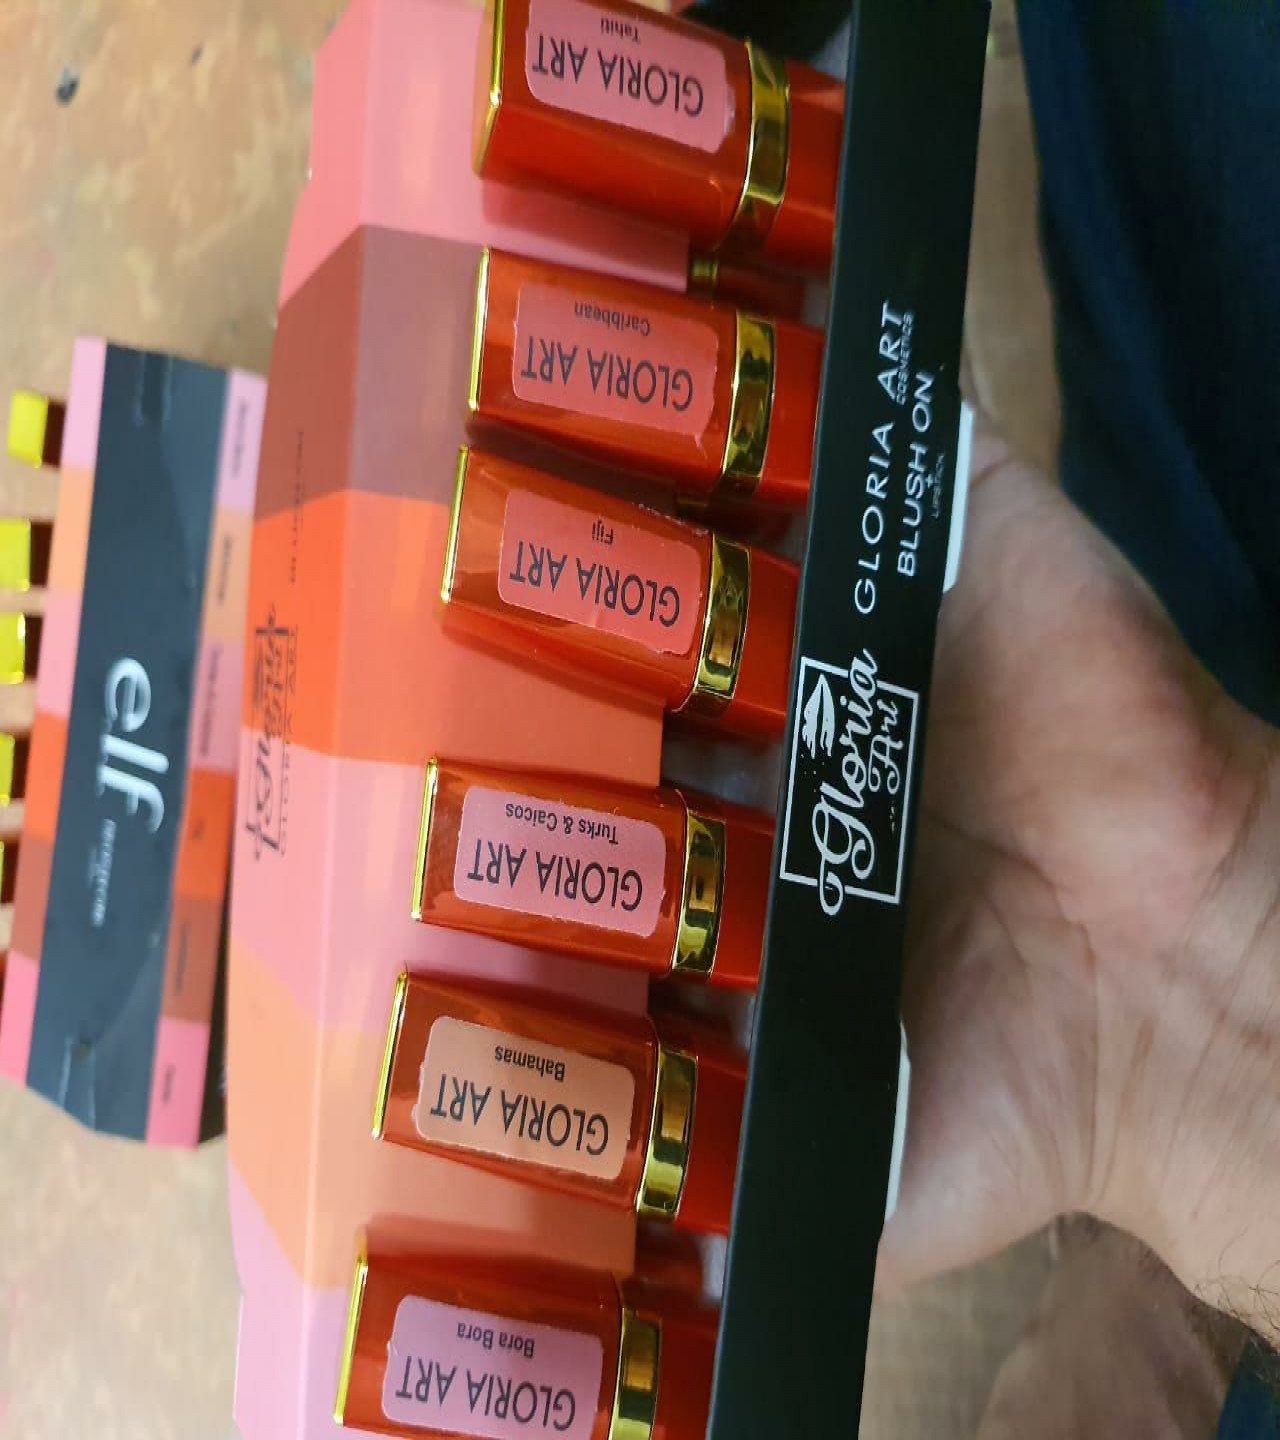 GLORIA ART
Tahiti
GLORIA ART
Caribbean
GLORIA ART
Fiji
GLORIA ART
Turks & Caicos
GLORIA ART
Bahamas
GLORIA ART
Bora Bora
Gloria
Art
GLORIA ART
COSMETICS
BLUSH ON
+
LIPSTICK
elf